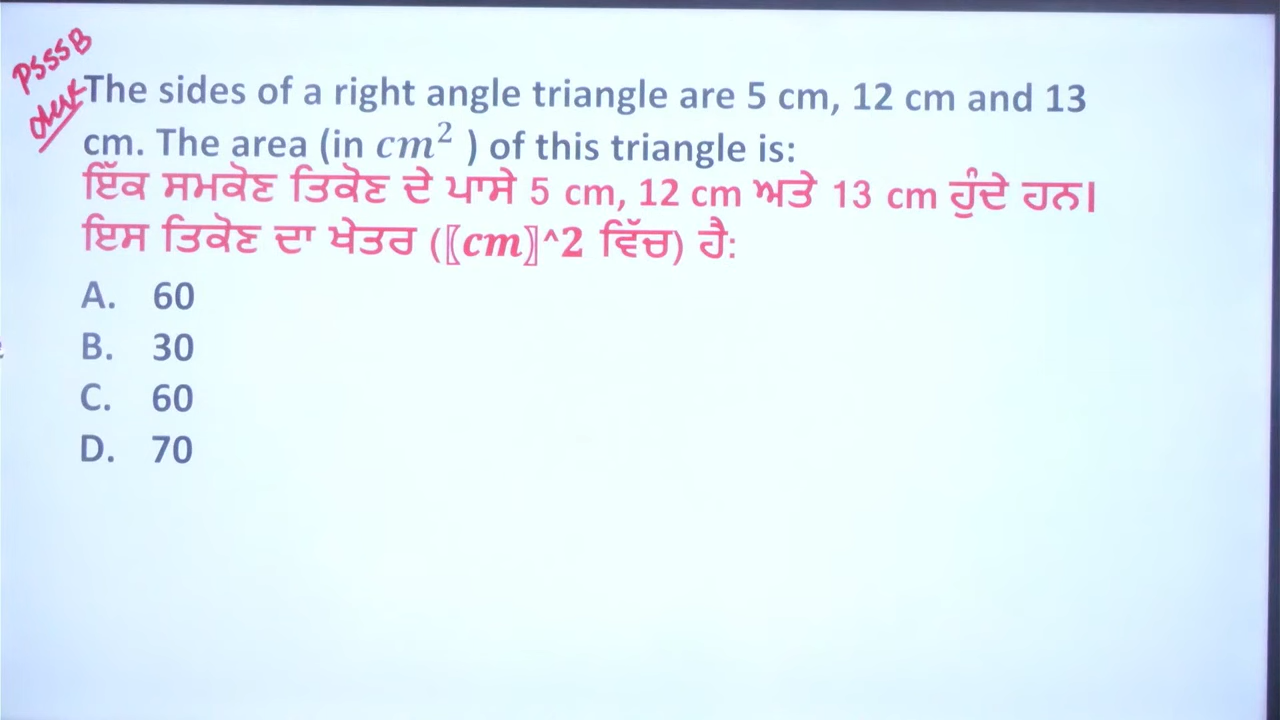 PSSSB
The sides of a right angle triangle are 5 cm, 12 cm and 13
cm. The area (in cm² ) of this triangle is:
ਇੱਕ ਸਮਕੋਣ ਤਿਕੋਣ ਦੇ ਪਾਸੇ 5 cm, 12 cm ਅਤੇ 13 cm ਹੁੰਦੇ ਹਨ।
ਇਸ ਤਿਕੋਣ ਦਾ ਖੇਤਰ (〖cm〗^2 ਵਿੱਚ) ਹੈ:
A. 60
B. 30
C. 60
D. 70